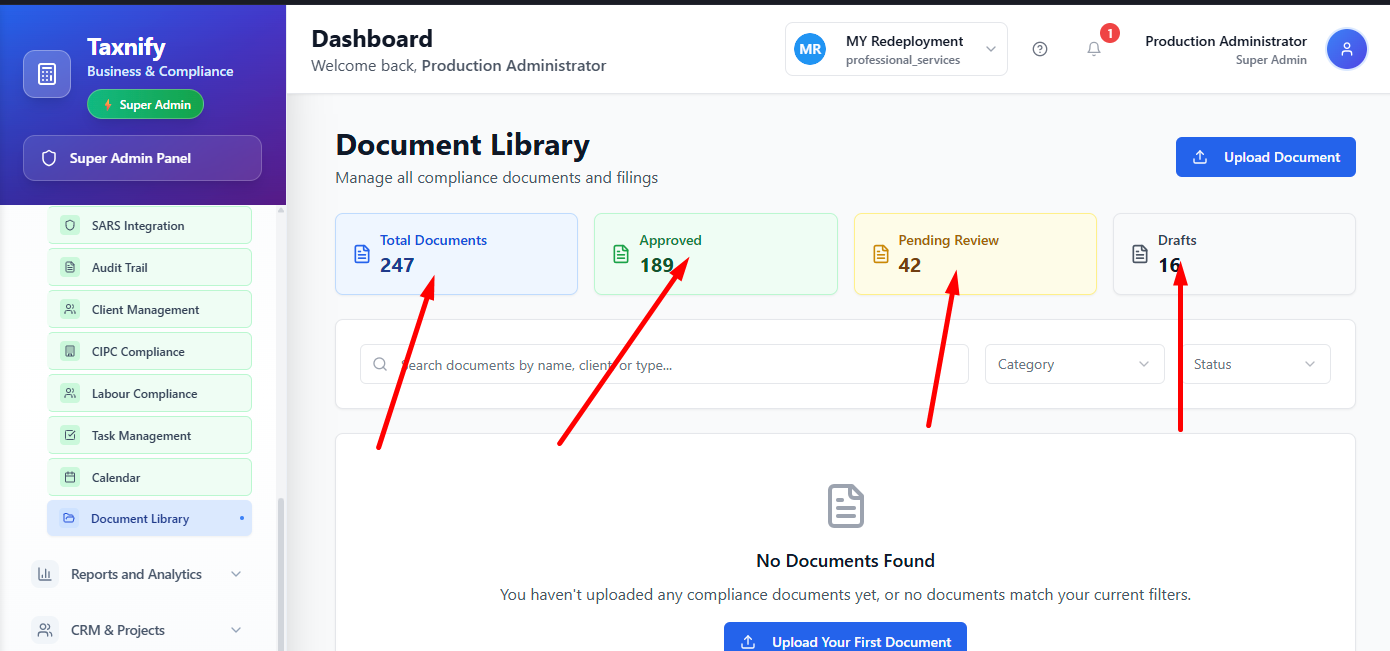 Taxnify
Business & Compliance
Super Admin
Super Admin Panel
SARS Integration
Audit Trail
Client Management
CIPC Compliance
Labour Compliance
Task Management
Calendar
Document Library
Reports and Analytics
CRM & Projects
Dashboard
Welcome back, Production Administrator
MR
MY Redeployment
professional_services
1
Production Administrator
Super Admin
Document Library
Manage all compliance documents and filings
Upload Document
Total Documents
247
Approved
189
Pending Review
42
Drafts
16
Search documents by name, client or type...
Category
Status
No Documents Found
You haven't uploaded any compliance documents yet, or no documents match your current filters.
Upload Your First Document